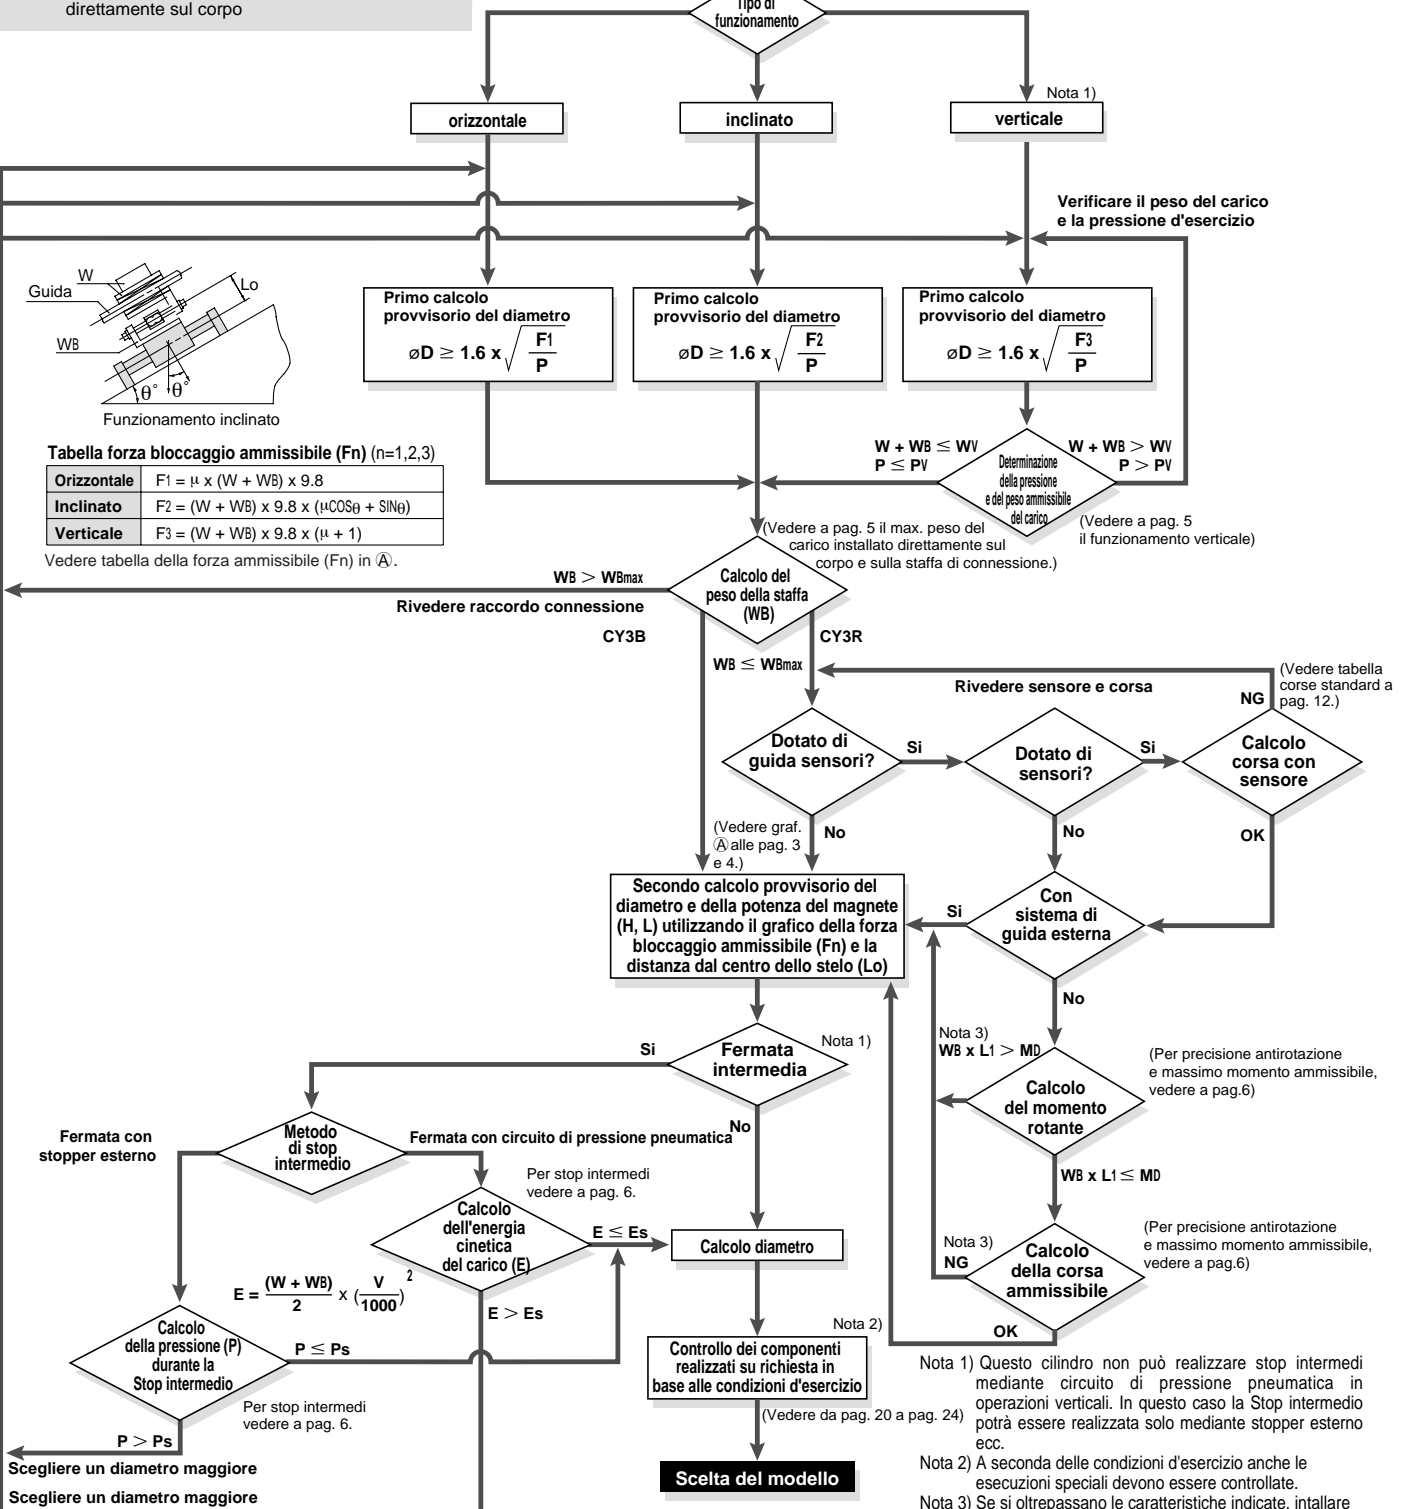 direttamente sul corpo
Tipo di
funzionamento
Nota 1)
orizzontale
inclinato
verticale
Verificare il peso del carico
e la pressione d'esercizio
W
Guida
Lo
WB
θ° θ°
Funzionamento inclinato
Primo calcolo
provvisorio del diametro
øD ≥ 1.6 x √ F1
P
Primo calcolo
provvisorio del diametro
øD ≥ 1.6 x √ F2
P
Primo calcolo
provvisorio del diametro
øD ≥ 1.6 x √ F3
P
Tabella forza bloccaggio ammissibile (Fn) (n=1,2,3)
Orizzontale F1 = μ x (W + WB) x 9.8
Inclinato F2 = (W + WB) x 9.8 x (μCOSθ + SINθ)
Verticale F3 = (W + WB) x 9.8 x (μ + 1)
Vedere tabella della forza ammissibile (Fn) in Ⓐ.
W + WB ≤ WV
P ≤ PV
W + WB > WV
P > PV
Determinazione
della pressione
e del peso ammissibile
del carico
(Vedere a pag. 5
il funzionamento verticale)
(Vedere a pag. 5 il max. peso del
carico installato direttamente sul
corpo e sulla staffa di connessione.)
Calcolo del
peso della staffa
(WB)
WB > WBmax
Rivedere raccordo connessione
CY3B
CY3R
WB ≤ WBmax
Rivedere sensore e corsa
(Vedere tabella
corse standard a
pag. 12.)
NG
Dotato di
guida sensori?
Si
Dotato di
sensori?
Si
Calcolo
corsa con
sensore
(Vedere graf.
Ⓐ alle pag. 3
e 4.)
No
No
OK
Secondo calcolo provvisorio del
diametro e della potenza del magnete
(H, L) utilizzando il grafico della forza
bloccaggio ammissibile (Fn) e la
distanza dal centro dello stelo (Lo)
Si
Con
sistema di
guida esterna
No
Nota 3)
WB x L1 > MD
Calcolo
del momento
rotante
(Per precisione antirotazione
e massimo momento ammissibile,
vedere a pag.6)
WB x L1 ≤ MD
Nota 3)
NG
Calcolo
della corsa
ammissibile
(Per precisione antirotazione
e massimo momento ammissibile,
vedere a pag.6)
OK
Si
Fermata
intermedia
Nota 1)
No
Fermata con
stopper esterno
Metodo
di stop
intermedio
Fermata con circuito di pressione pneumatica
Per stop intermedi
vedere a pag. 6.
Calcolo
dell'energia
cinetica
del carico (E)
E ≤ Es
Calcolo diametro
E = (W + WB) x ( V )2
2 1000
E > Es
Calcolo
della pressione (P)
durante la
Stop intermedio
P ≤ Ps
Per stop intermedi
vedere a pag. 6.
P > Ps
Scegliere un diametro maggiore
Scegliere un diametro maggiore
Nota 2)
Controllo dei componenti
realizzati su richiesta in
base alle condizioni d'esercizio
(Vedere da pag. 20 a pag. 24)
Scelta del modello
Nota 1) Questo cilindro non può realizzare stop intermedi
mediante circuito di pressione pneumatica in
operazioni verticali. In questo caso la Stop intermedio
potrà essere realizzata solo mediante stopper esterno
ecc.
Nota 2) A seconda delle condizioni d'esercizio anche le
esecuzioni speciali devono essere controllate.
Nota 3) Se si oltrepassano le caratteristiche indicate, intallare